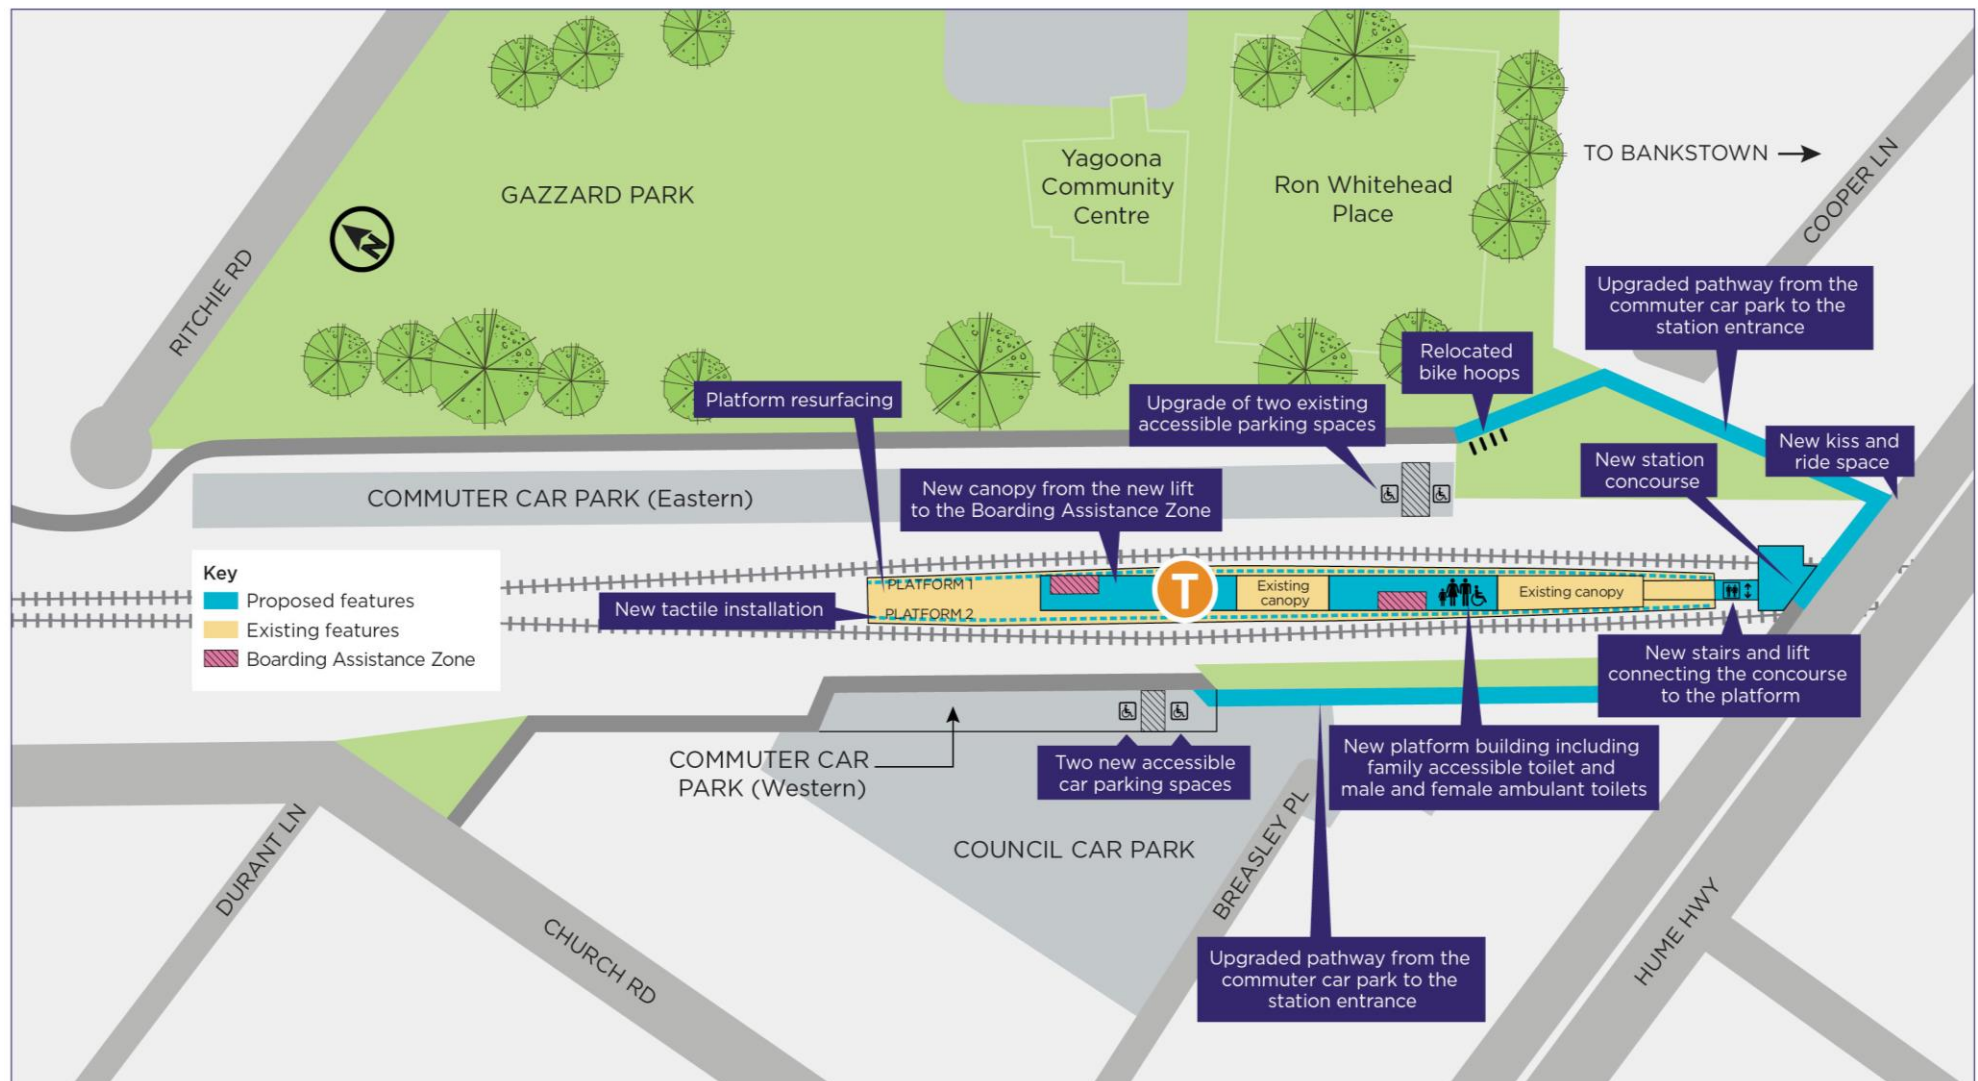 GAZZARD PARK
Yagoona
Community
Centre
Ron Whitehead
Place
TO BANKSTOWN
COOPER LN
RITCHIE RD
N
Upgraded pathway from the
commuter car park to the
station entrance
Relocated
bike hoops
Platform resurfacing
Upgrade of two existing
accessible parking spaces
New kiss and
ride space
New station
concourse
COMMUTER CAR PARK (Eastern)
New canopy from the new lift
to the Boarding Assistance Zone
Key
Proposed features
Existing features
Boarding Assistance Zone
PLATFORM 1
PLATFORM 2
New tactile installation
T
Existing
canopy
Existing canopy
New stairs and lift
connecting the concourse
to the platform
COMMUTER CAR
PARK (Western)
Two new accessible
car parking spaces
New platform building including
family accessible toilet and
male and female ambulant toilets
COUNCIL CAR PARK
BREASLEY PL
DURANT LN
CHURCH RD
HUME HWY
Upgraded pathway from the
commuter car park to the
station entrance